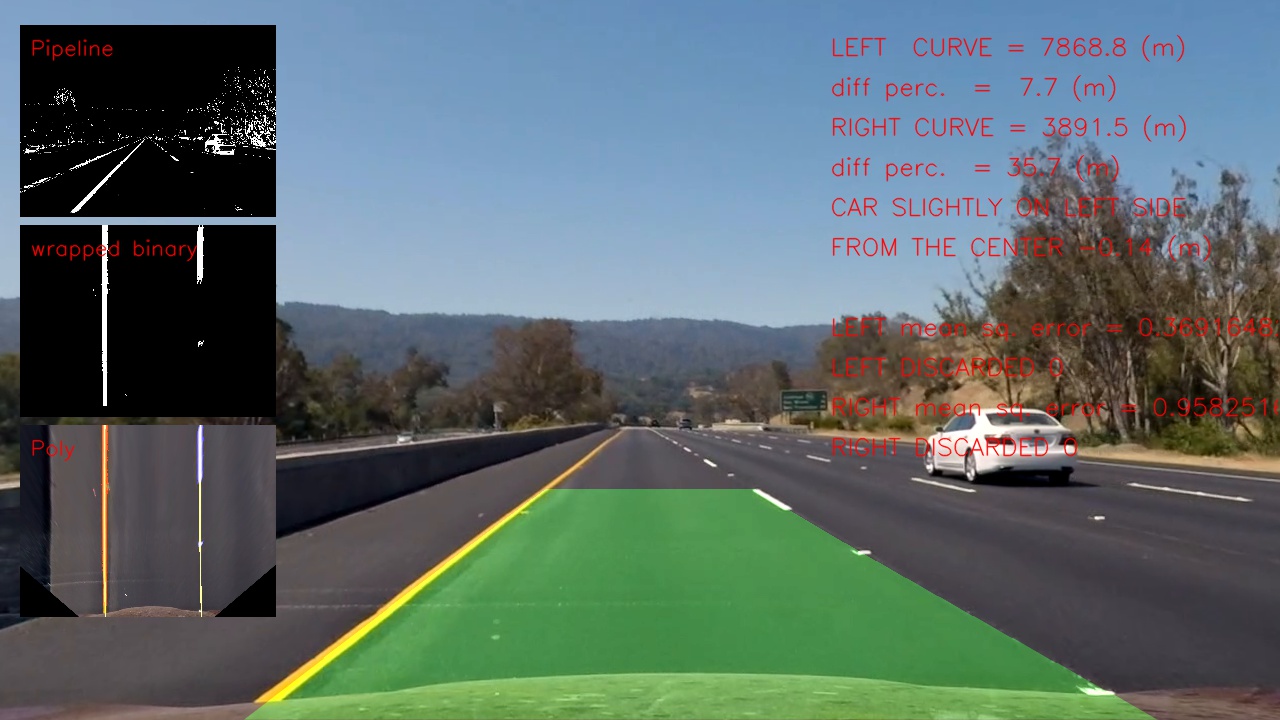 Pipeline
wrapped binary
Poly
LEFT  CURVE = 7868.8 (m)
diff perc.  =  7.7 (m)
RIGHT CURVE = 3891.5 (m)
diff perc.  = 35.7 (m)
CAR SLIGHTLY ON LEFT SIDE
FROM THE CENTER -0.14 (m)
LEFT mean sq. error = 0.3691648
LEFT DISCARDED 0
RIGHT mean sq. error = 0.958251
RIGHT DISCARDED 0